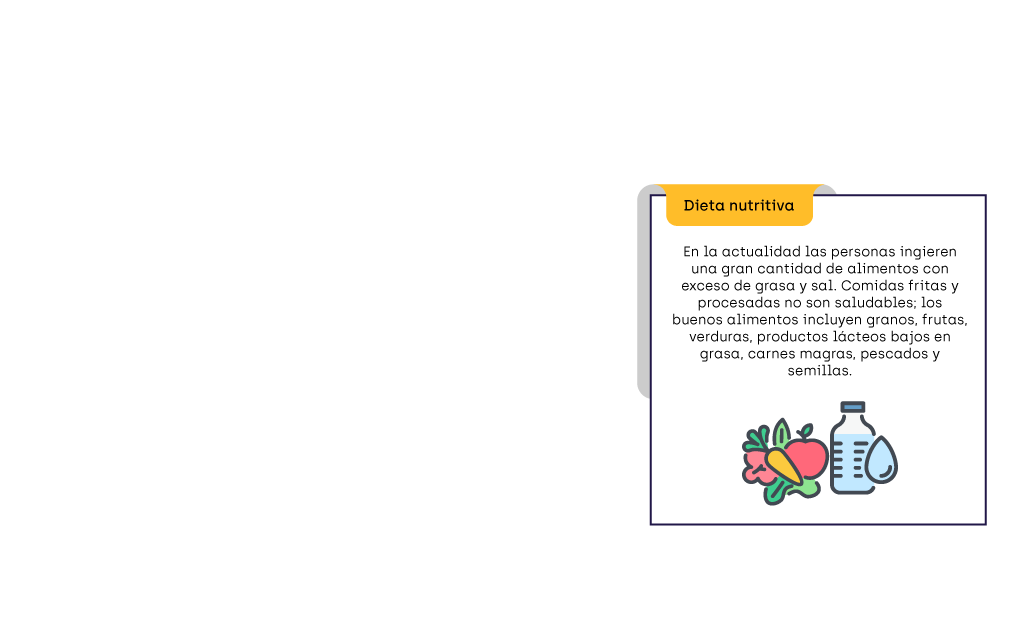 Dieta nutritiva
En la actualidad las personas ingieren
una gran cantidad de alimentos con
exceso de grasa y sal. Comidas fritas y
procesadas no son saludables; los
buenos alimentos incluyen granos, frutas,
verduras, productos lácteos bajos en
grasa, carnes magras, pescados y
semillas.